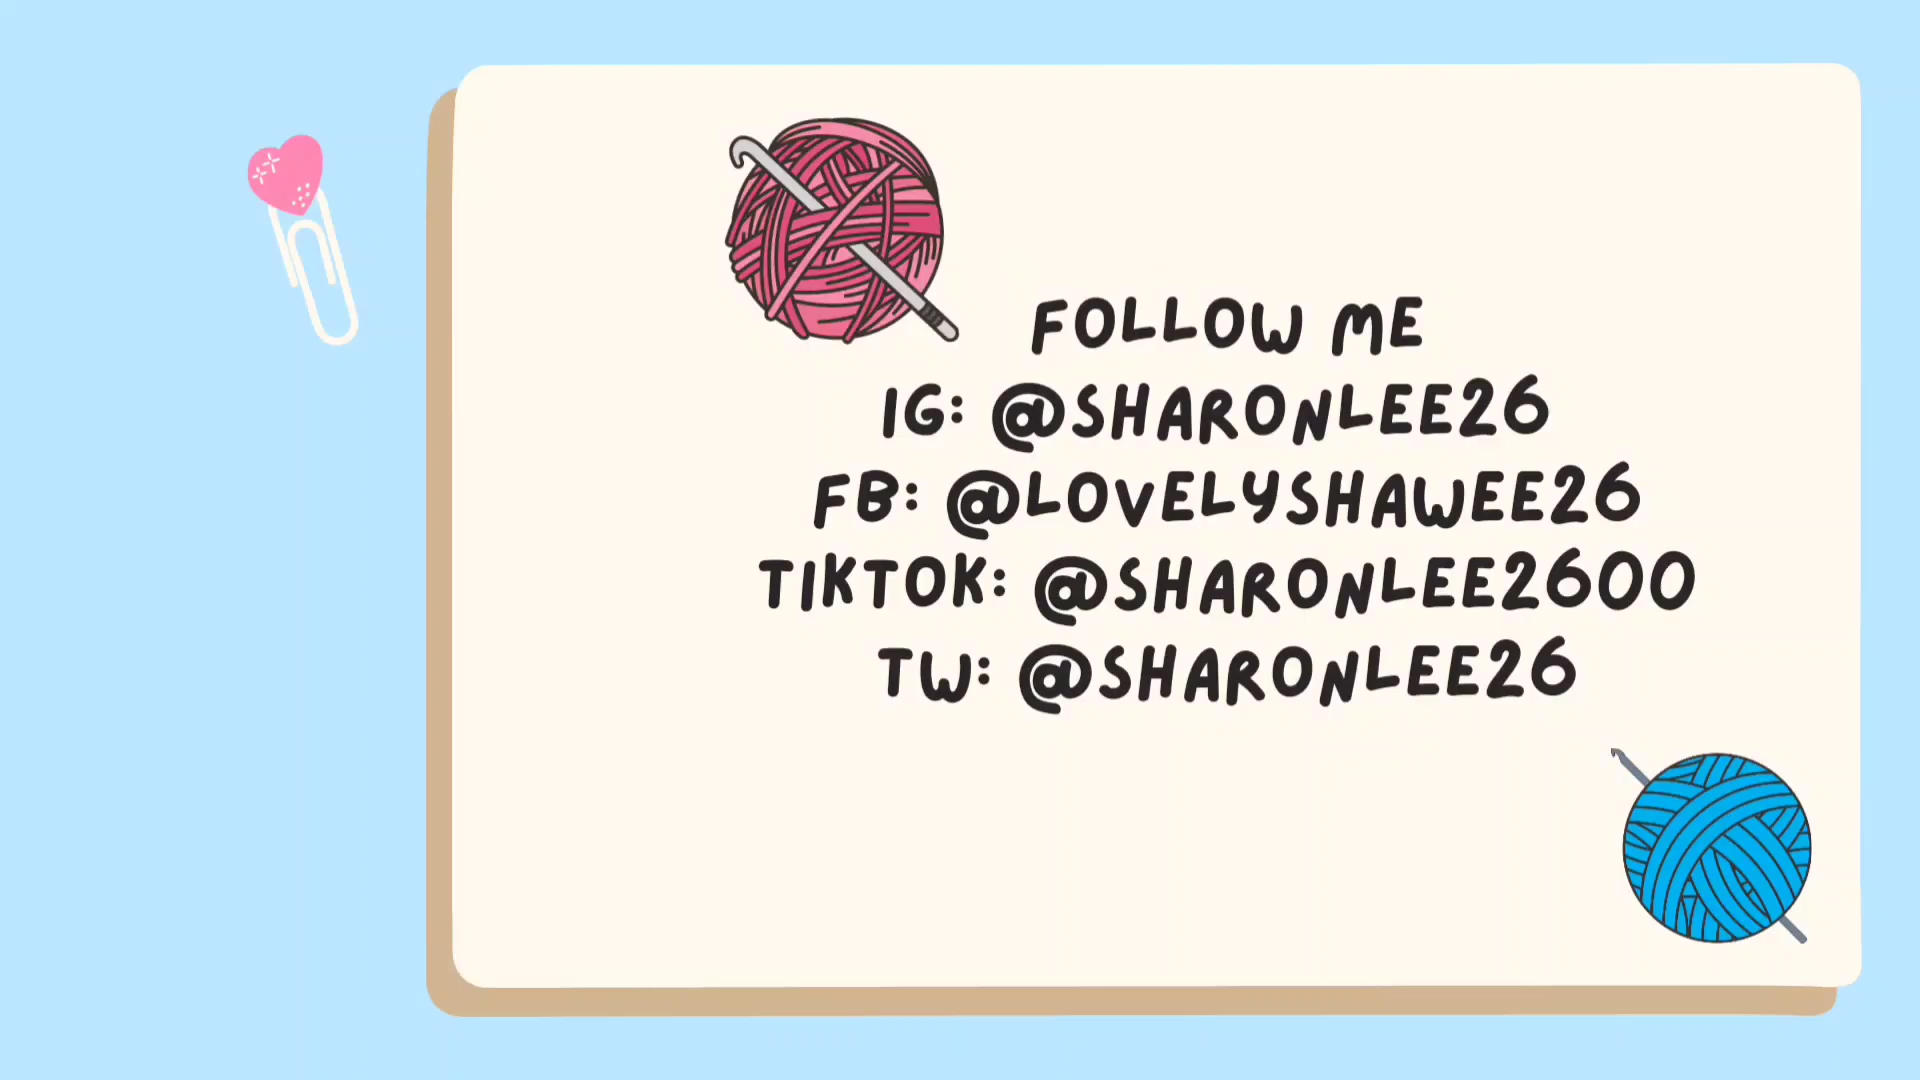 FOLLOW ME
IG: @SHARONLEE26
FB: @LOVELYSHAWEE26
TIKTOK: @SHARONLEE2600
TW: @SHARONLEE26